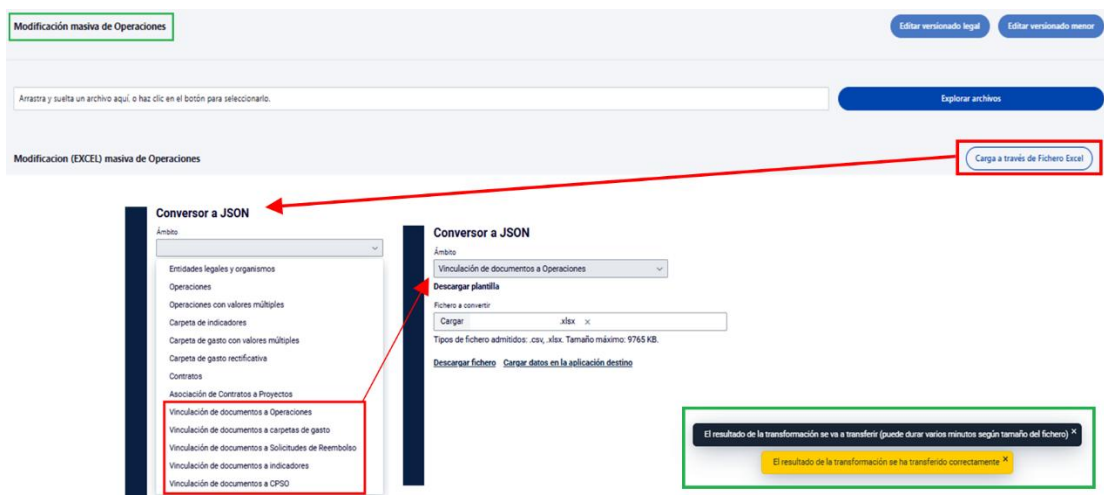 Modificación masiva de Operaciones
Editar versionado legal
Editar versionado menor
Arrastra y suelta un archivo aquí, o haz clic en el botón para seleccionarlo.
Explorar archivos
Modificacion (EXCEL) masiva de Operaciones
Carga a través de Fichero Excel
Conversor a JSON
Ámbito
Entidades legales y organismos
Operaciones
Operaciones con valores múltiples
Carpeta de indicadores
Carpeta de gasto con valores múltiples
Carpeta de gasto rectificativa
Contratos
Asociación de Contratos a Proyectos
Vinculación de documentos a Operaciones
Vinculación de documentos a carpetas de gasto
Vinculación de documentos a Solicitudes de Reembolso
Vinculación de documentos a indicadores
Vinculación de documentos a CPSO
Conversor a JSON
Ámbito
Vinculación de documentos a Operaciones
Descargar plantilla
Fichero a convertir
Cargar .xlsx ×
Tipos de fichero admitidos: .csv, .xlsx. Tamaño máximo: 9765 KB.
Descargar fichero Cargar datos en la aplicación destino
El resultado de la transformación se va a transferir (puede durar varios minutos según tamaño del fichero) ×
El resultado de la transformación se ha transferido correctamente ×